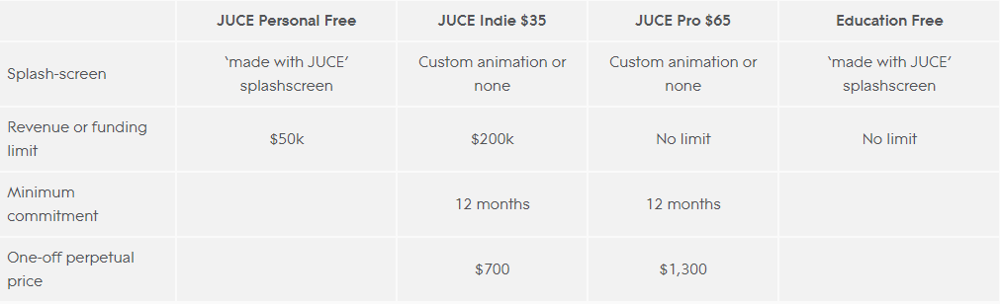 JUCE Personal Free JUCE Indie $35 JUCE Pro $65 Education Free
Splash-screen
‘made with JUCE’
splashscreen
Custom animation or
none
Custom animation or
none
‘made with JUCE’
splashscreen
Revenue or funding
limit
$50k $200k No limit No limit
Minimum
commitment
12 months 12 months
One-off perpetual
price
$700 $1,300